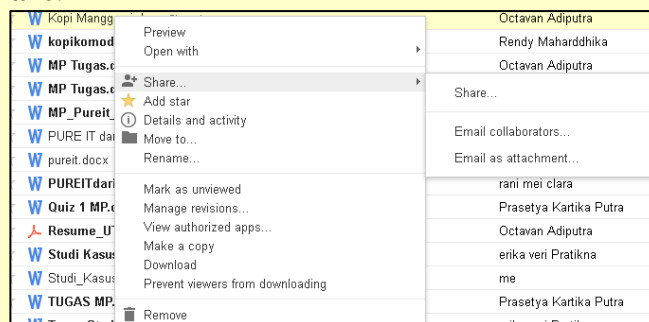 Kopi Mangg Octavan Adiputra
kopikomod Rendy Maharddhika
MP Tugas.c Octavan Adiputra
MP Tugas.c
MP_Pureit_
PURE IT dar
pureit.docx
PUREITdari rani mei clara
Quiz 1 MP.c Prasetya Kartika Putra
Resume_U Octavan Adiputra
Studi Kasus erika veri Pratikna
Studi_Kasus me
TUGAS MP. Prasetya Kartika Putra
Preview
Open with
Share...
Add star
Details and activity
Move to...
Rename...
Mark as unviewed
Manage revisions...
View authorized apps...
Make a copy
Download
Prevent viewers from downloading
Remove
Share...
Email collaborators...
Email as attachment...